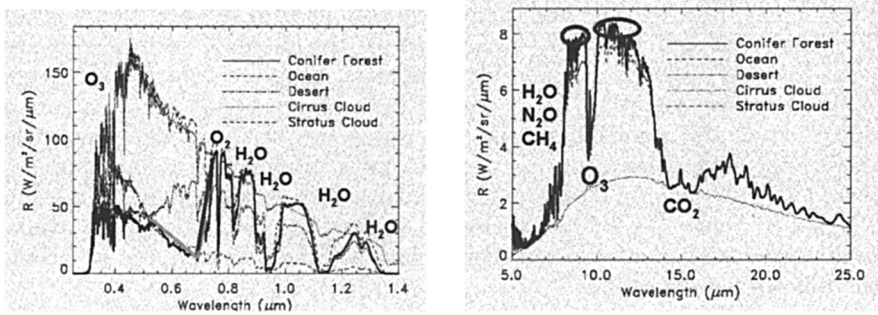 150
100
50
0
R (W/m²/sr/µm)
O₃
O₂
H₂O
H₂O
H₂O
H₂O
Conifer Forest
Ocean
Desert
Cirrus Cloud
Stratus Cloud
0.4 0.6 0.8 1.0 1.2 1.4
Wavelength (µm)
8
6
4
2
0
R (W/m²/sr/µm)
H₂O
N₂O
CH₄
O₃
CO₂
Conifer Forest
Ocean
Desert
Cirrus Cloud
Stratus Cloud
5.0 10.0 15.0 20.0 25.0
Wavelength (µm)